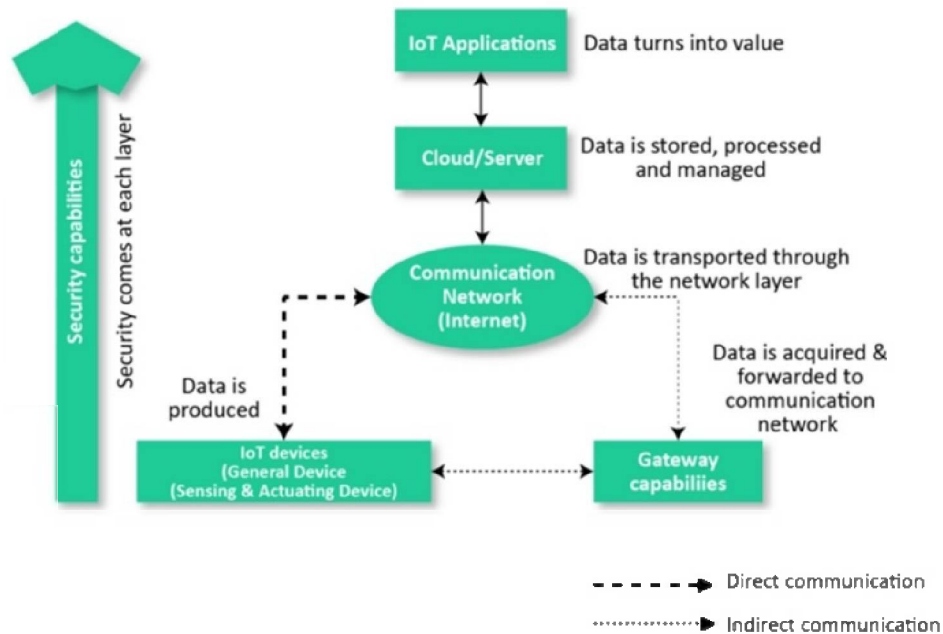 IoT Applications
Data turns into value
Cloud/Server
Data is stored, processed
and managed
Communication
Network
(Internet)
Data is transported through
the network layer
Security capabilities
Security comes at each layer
Data is
produced
Data is acquired &
forwarded to
communication
network
IoT devices
(General Device
(Sensing & Actuating Device)
Gateway
capabiliies
Direct communication
Indirect communication